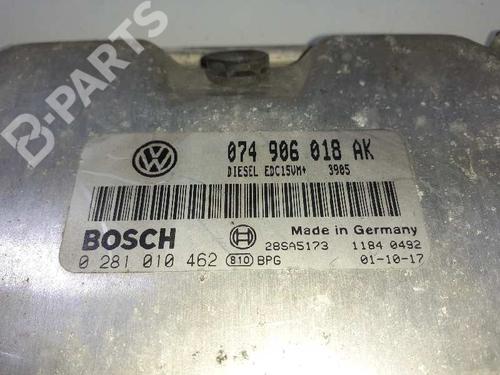 B-PARTS
074 906 018 AK
DIESEL EDC15VM+ 3905
BOSCH
Made in Germany
28SA5173 1184 0492
0 281 010 462 810 BPG 01-10-17